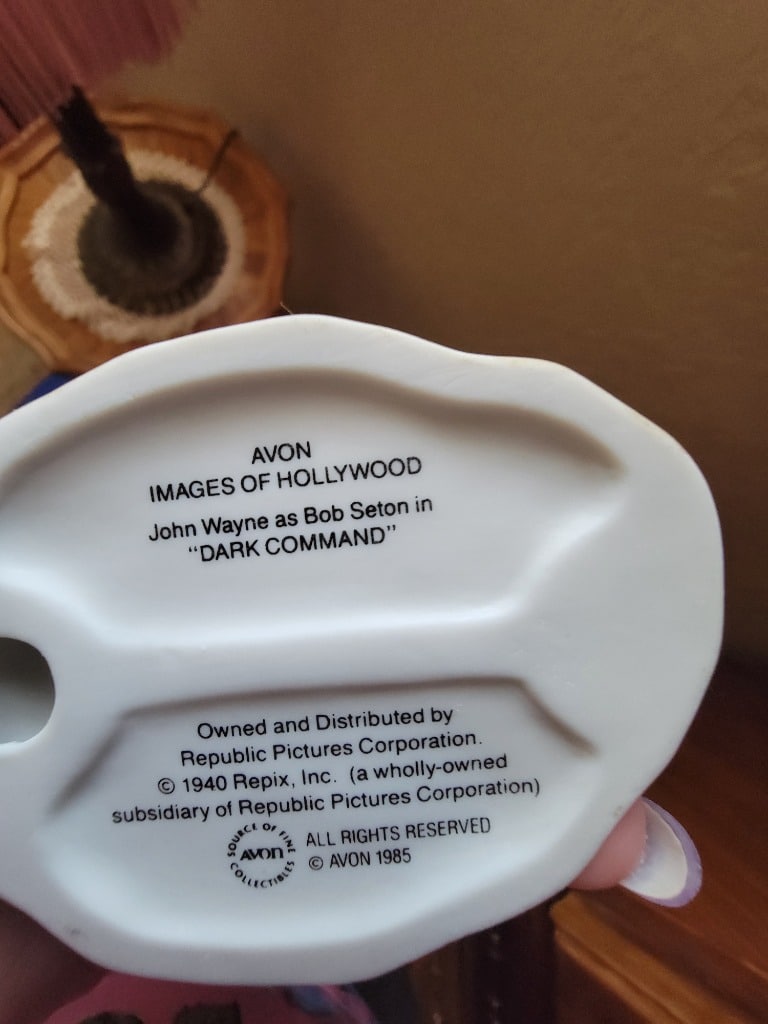 AVON
IMAGES OF HOLLYWOOD
John Wayne as Bob Seton in
“DARK COMMAND”
Owned and Distributed by
Republic Pictures Corporation.
© 1940 Repix, Inc. (a wholly-owned
subsidiary of Republic Pictures Corporation)
SOURCE OF FINE
AVON
COLLECTIBLES
ALL RIGHTS RESERVED
© AVON 1985